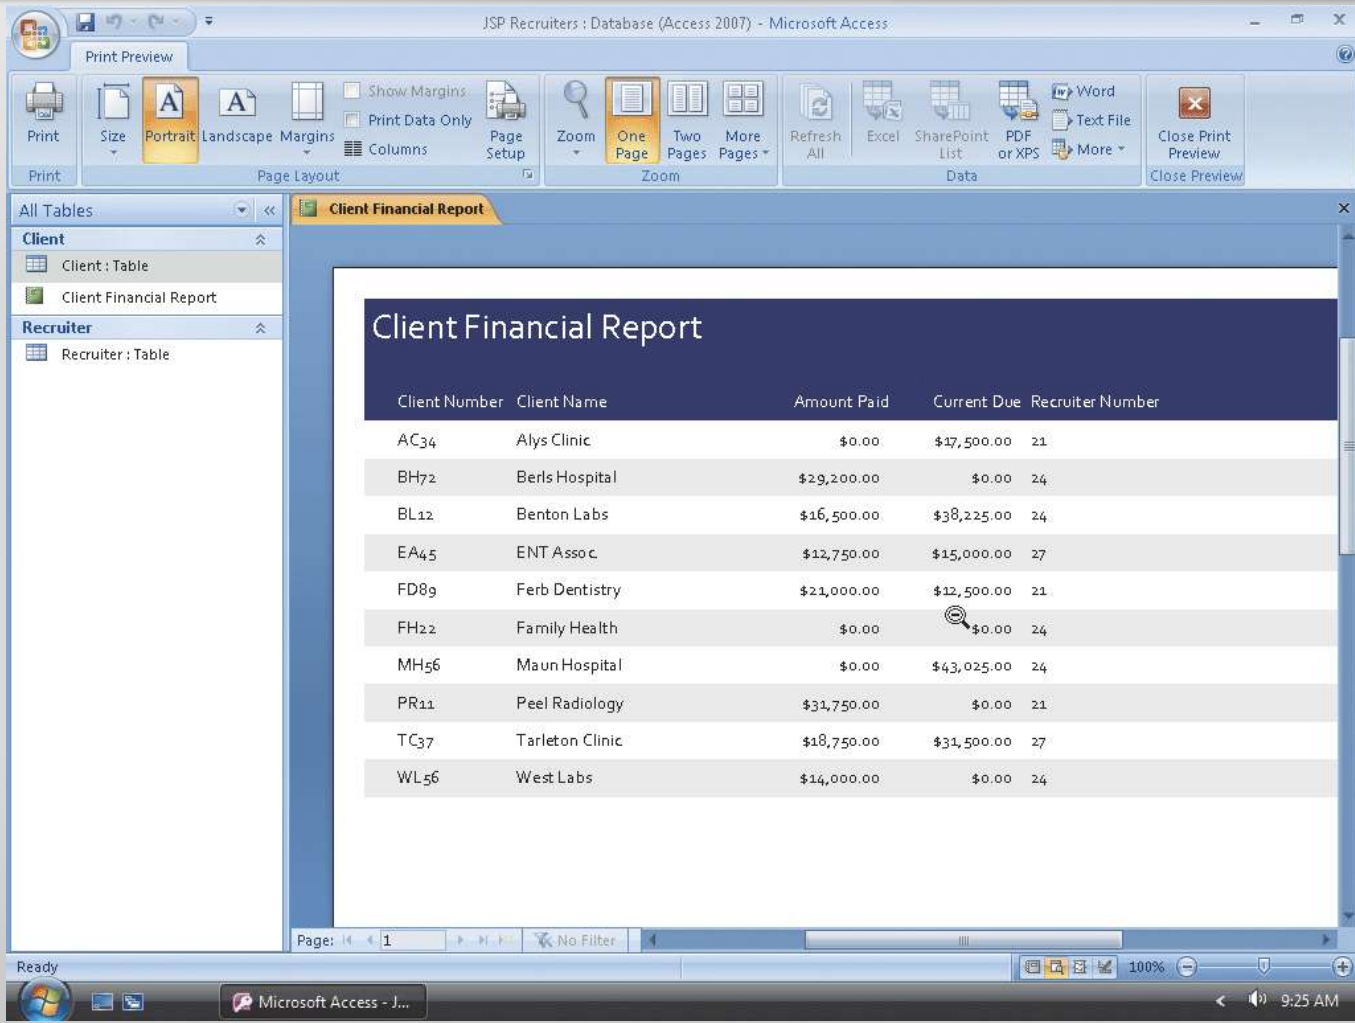 JSP Recruiters : Database (Access 2007) - Microsoft Access
Print Preview
Print
Size
Portrait
Landscape
Margins
Show Margins
Print Data Only
Columns
Page Setup
Zoom
One Page
Two Pages
More Pages
Refresh All
Excel
SharePoint List
PDF or XPS
Word
Text File
More
Close Print Preview
Print
Page Layout
Zoom
Data
Close Preview
All Tables
Client
Client : Table
Client Financial Report
Recruiter
Recruiter : Table
Client Financial Report
Client Financial Report
Client Number Client Name Amount Paid Current Due Recruiter Number
AC34 Alys Clinic $0.00 $17,500.00 21
BH72 Berls Hospital $29,200.00 $0.00 24
BL12 Benton Labs $16,500.00 $38,225.00 24
EA45 ENT Assoc. $12,750.00 $15,000.00 27
FD89 Ferb Dentistry $21,000.00 $12,500.00 21
FH22 Family Health $0.00 $0.00 24
MH56 Maun Hospital $0.00 $43,025.00 24
PR11 Peel Radiology $31,750.00 $0.00 21
TC37 Tarleton Clinic $18,750.00 $31,500.00 27
WL56 West Labs $14,000.00 $0.00 24
Page: 1 No Filter
Ready
100%
Microsoft Access - J...
9:25 AM